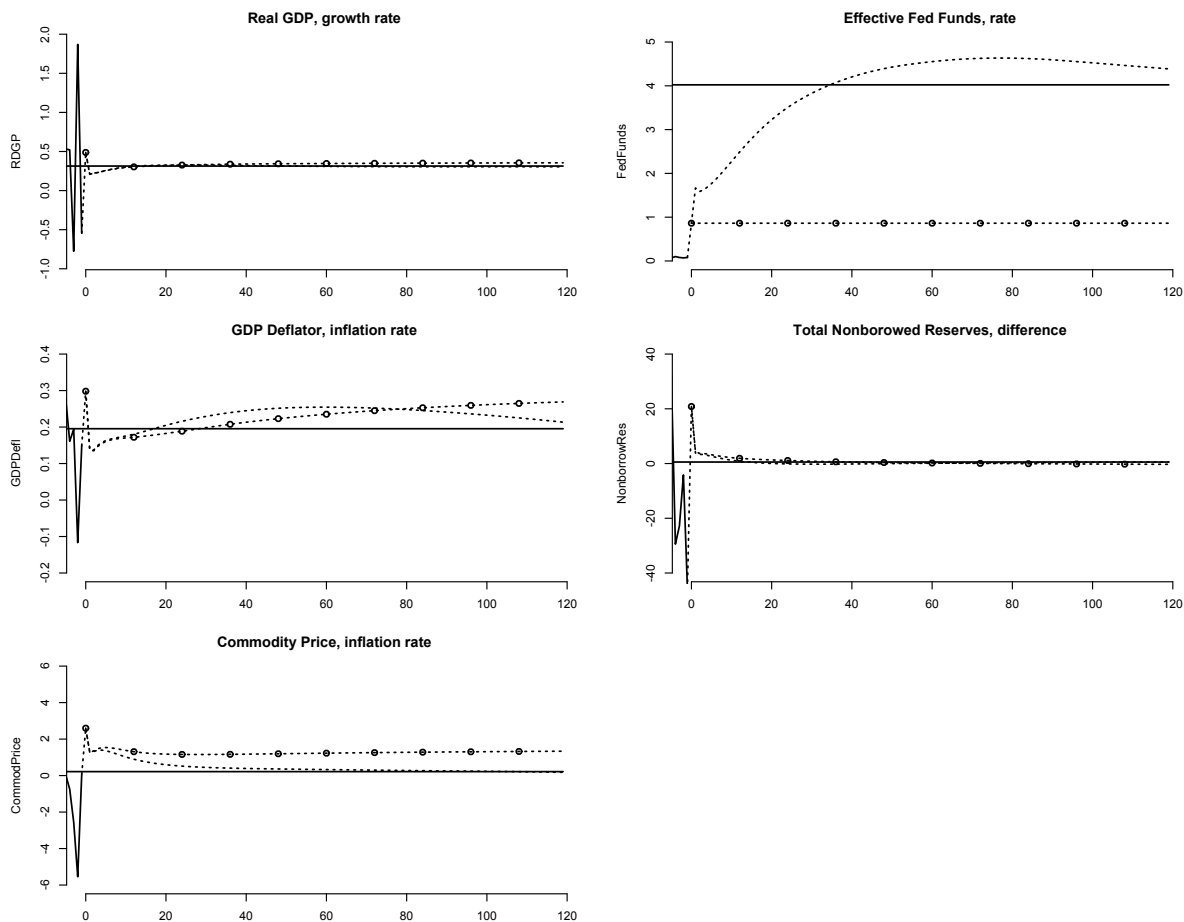 Real GDP, growth rate
RDGP
2.0
1.5
1.0
0.5
0.0
-0.5
-1.0
0 20 40 60 80 100 120
Effective Fed Funds, rate
FedFunds
5
4
3
2
1
0
0 20 40 60 80 100 120
GDP Deflator, inflation rate
GDPDefl
0.4
0.3
0.2
0.1
0.0
-0.1
-0.2
0 20 40 60 80 100 120
Total Nonborowed Reserves, difference
NonborrowRes
40
20
0
-20
-40
0 20 40 60 80 100 120
Commodity Price, inflation rate
CommodPrice
6
4
2
0
-2
-4
-6
0 20 40 60 80 100 120